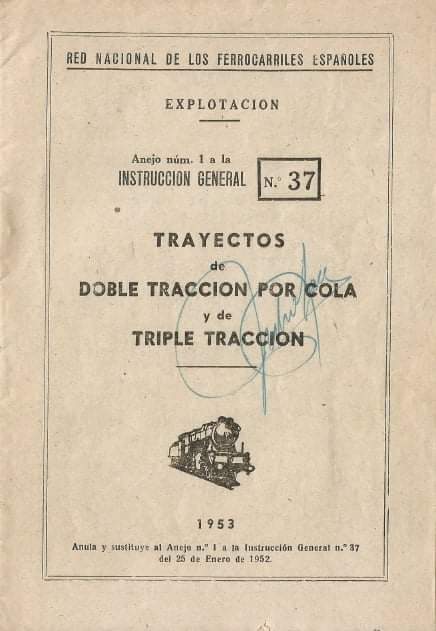 RED NACIONAL DE LOS FERROCARRILES ESPAÑOLES
EXPLOTACION
Anejo núm. 1 a la
INSTRUCCION GENERAL N.° 37
TRAYECTOS
de
DOBLE TRACCION POR COLA
y de
TRIPLE TRACCION
1953
Anula y sustituye al Anejo n.° 1 a la Instrucción General n.° 37
del 25 de Enero de 1952.